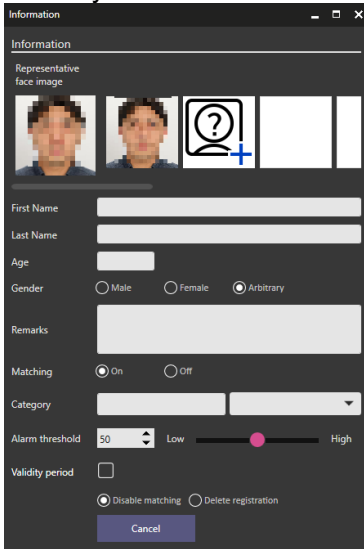 Information
Information
Representative
face image
?
First Name
Last Name
Age
Gender Male Female Arbitrary
Remarks
Matching On Off
Category
Alarm threshold 50 Low High
Validity period
Disable matching Delete registration
Cancel